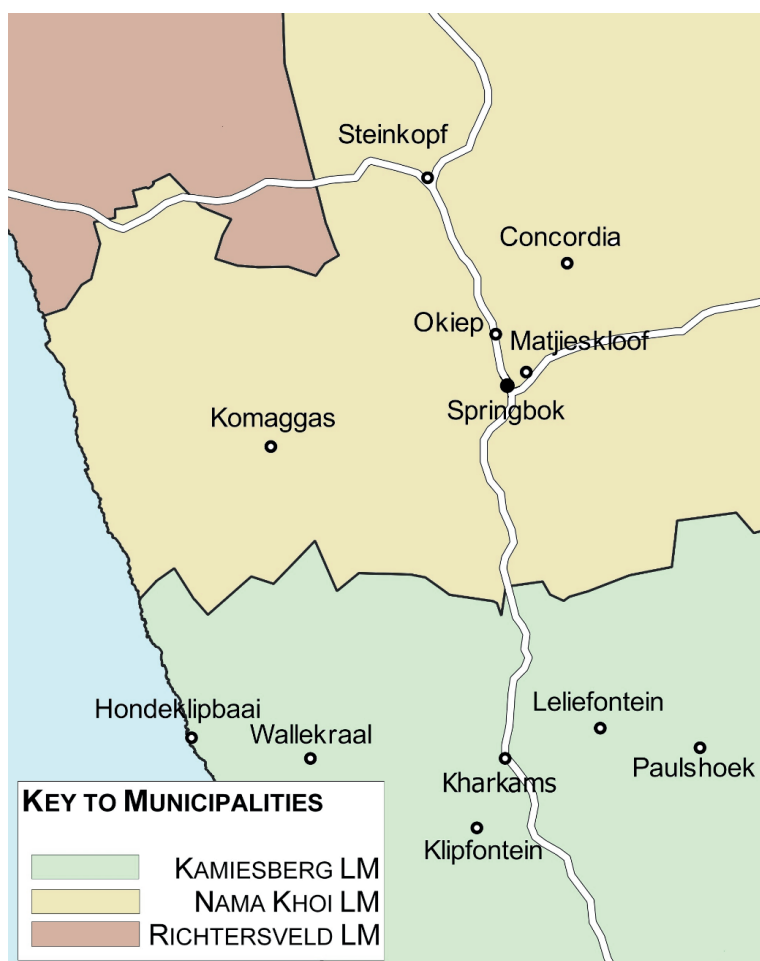 Steinkopf
Concordia
Okiep
Matjieskloof
Springbok
Komaggas
Hondeklipbaai
Wallekraal
Leliefontein
Paulshoek
Kharkams
Klipfontein
KEY TO MUNICIPALITIES
KAMIESBERG LM
NAMA KHOI LM
RICHTERSVELD LM